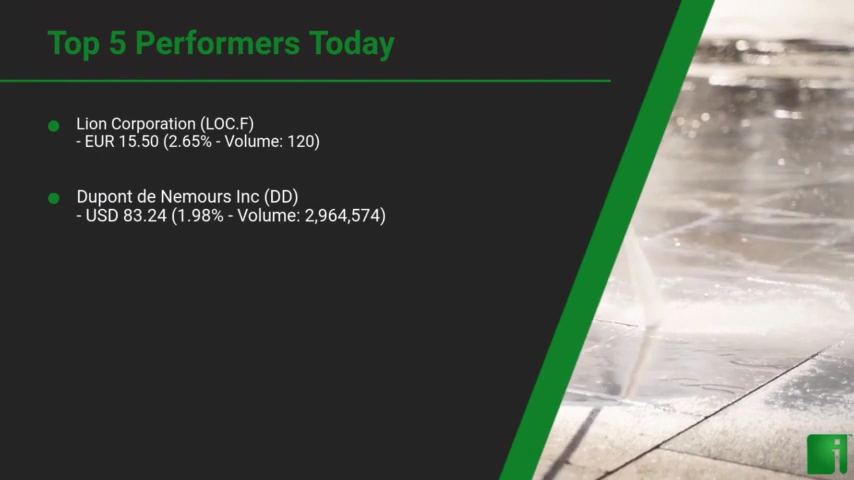 Top 5 Performers Today
Lion Corporation (LOC.F)
- EUR 15.50 (2.65% - Volume: 120)
Dupont de Nemours Inc (DD)
- USD 83.24 (1.98% - Volume: 2,964,574)
i